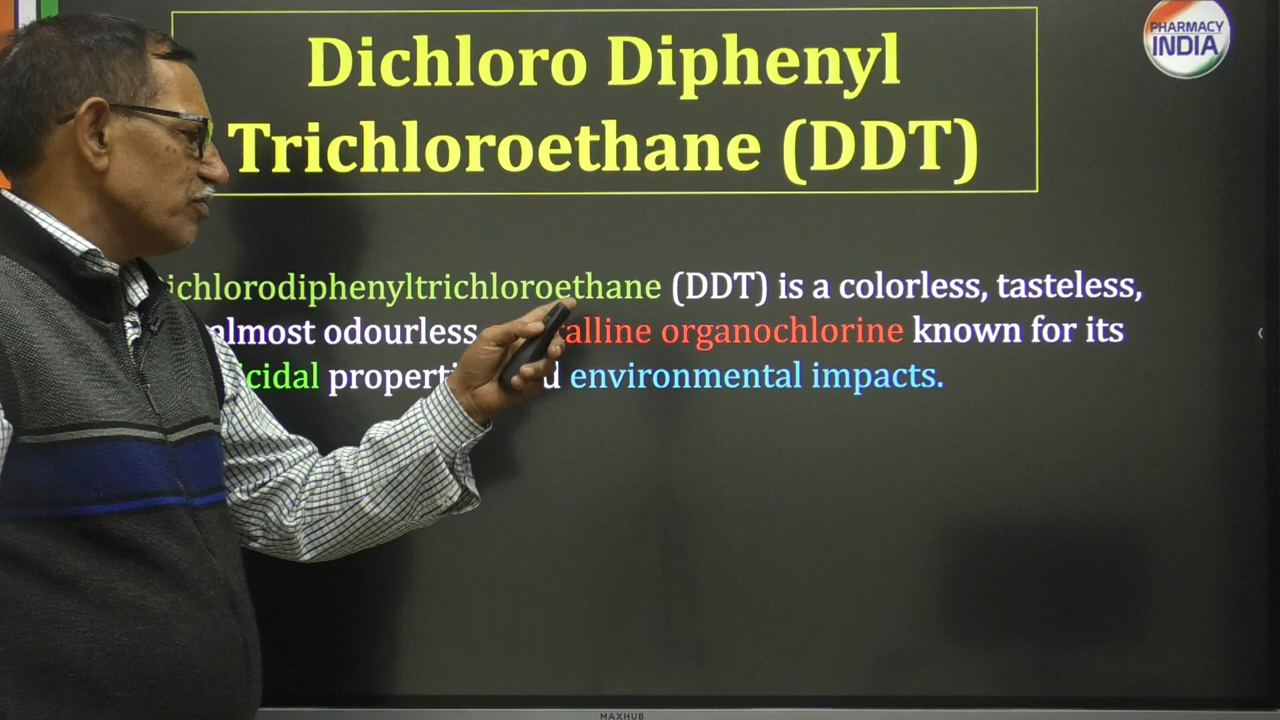 Dichloro Diphenyl
Trichloroethane (DDT)
PHARMACY
INDIA
ichlorodiphenyltrichloroethane (DDT) is a colorless, tasteless,
almost odourless talline organochlorine known for its
cidal properti d environmental impacts.
MAXHUB